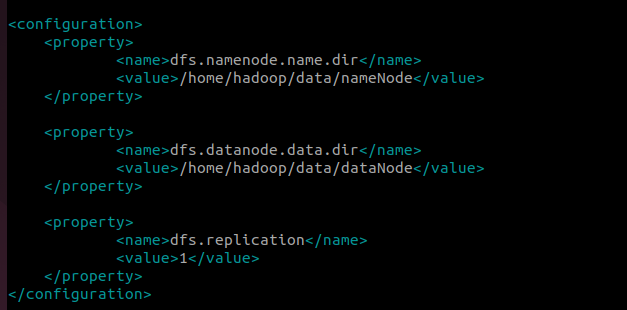 <configuration>
    <property>
            <name>dfs.namenode.name.dir</name>
            <value>/home/hadoop/data/nameNode</value>
    </property>

    <property>
            <name>dfs.datanode.data.dir</name>
            <value>/home/hadoop/data/dataNode</value>
    </property>

    <property>
            <name>dfs.replication</name>
            <value>1</value>
    </property>
</configuration>